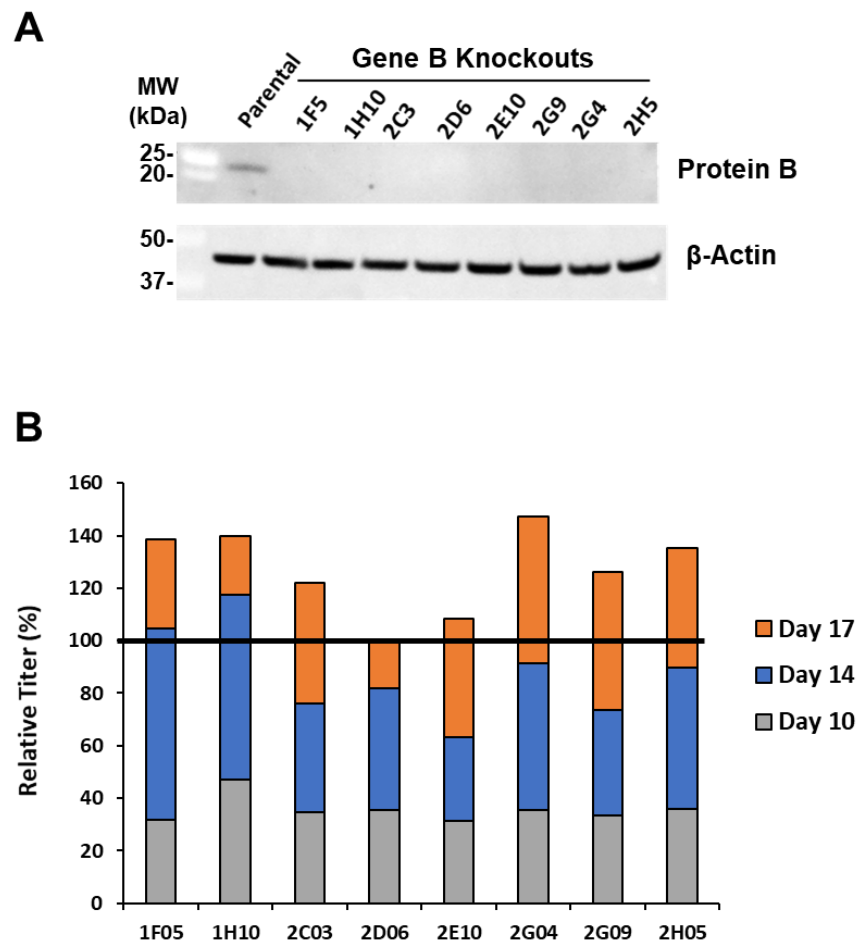 A
Gene B Knockouts
MW
(kDa)
Parental
1F5
1H10
2C3
2D6
2E10
2G9
2G4
2H5
25-
20-
Protein B
50-
37-
β-Actin
B
Relative Titer (%)
160
140
120
100
80
60
40
20
0
1F05 1H10 2C03 2D06 2E10 2G04 2G09 2H05
Day 17
Day 14
Day 10